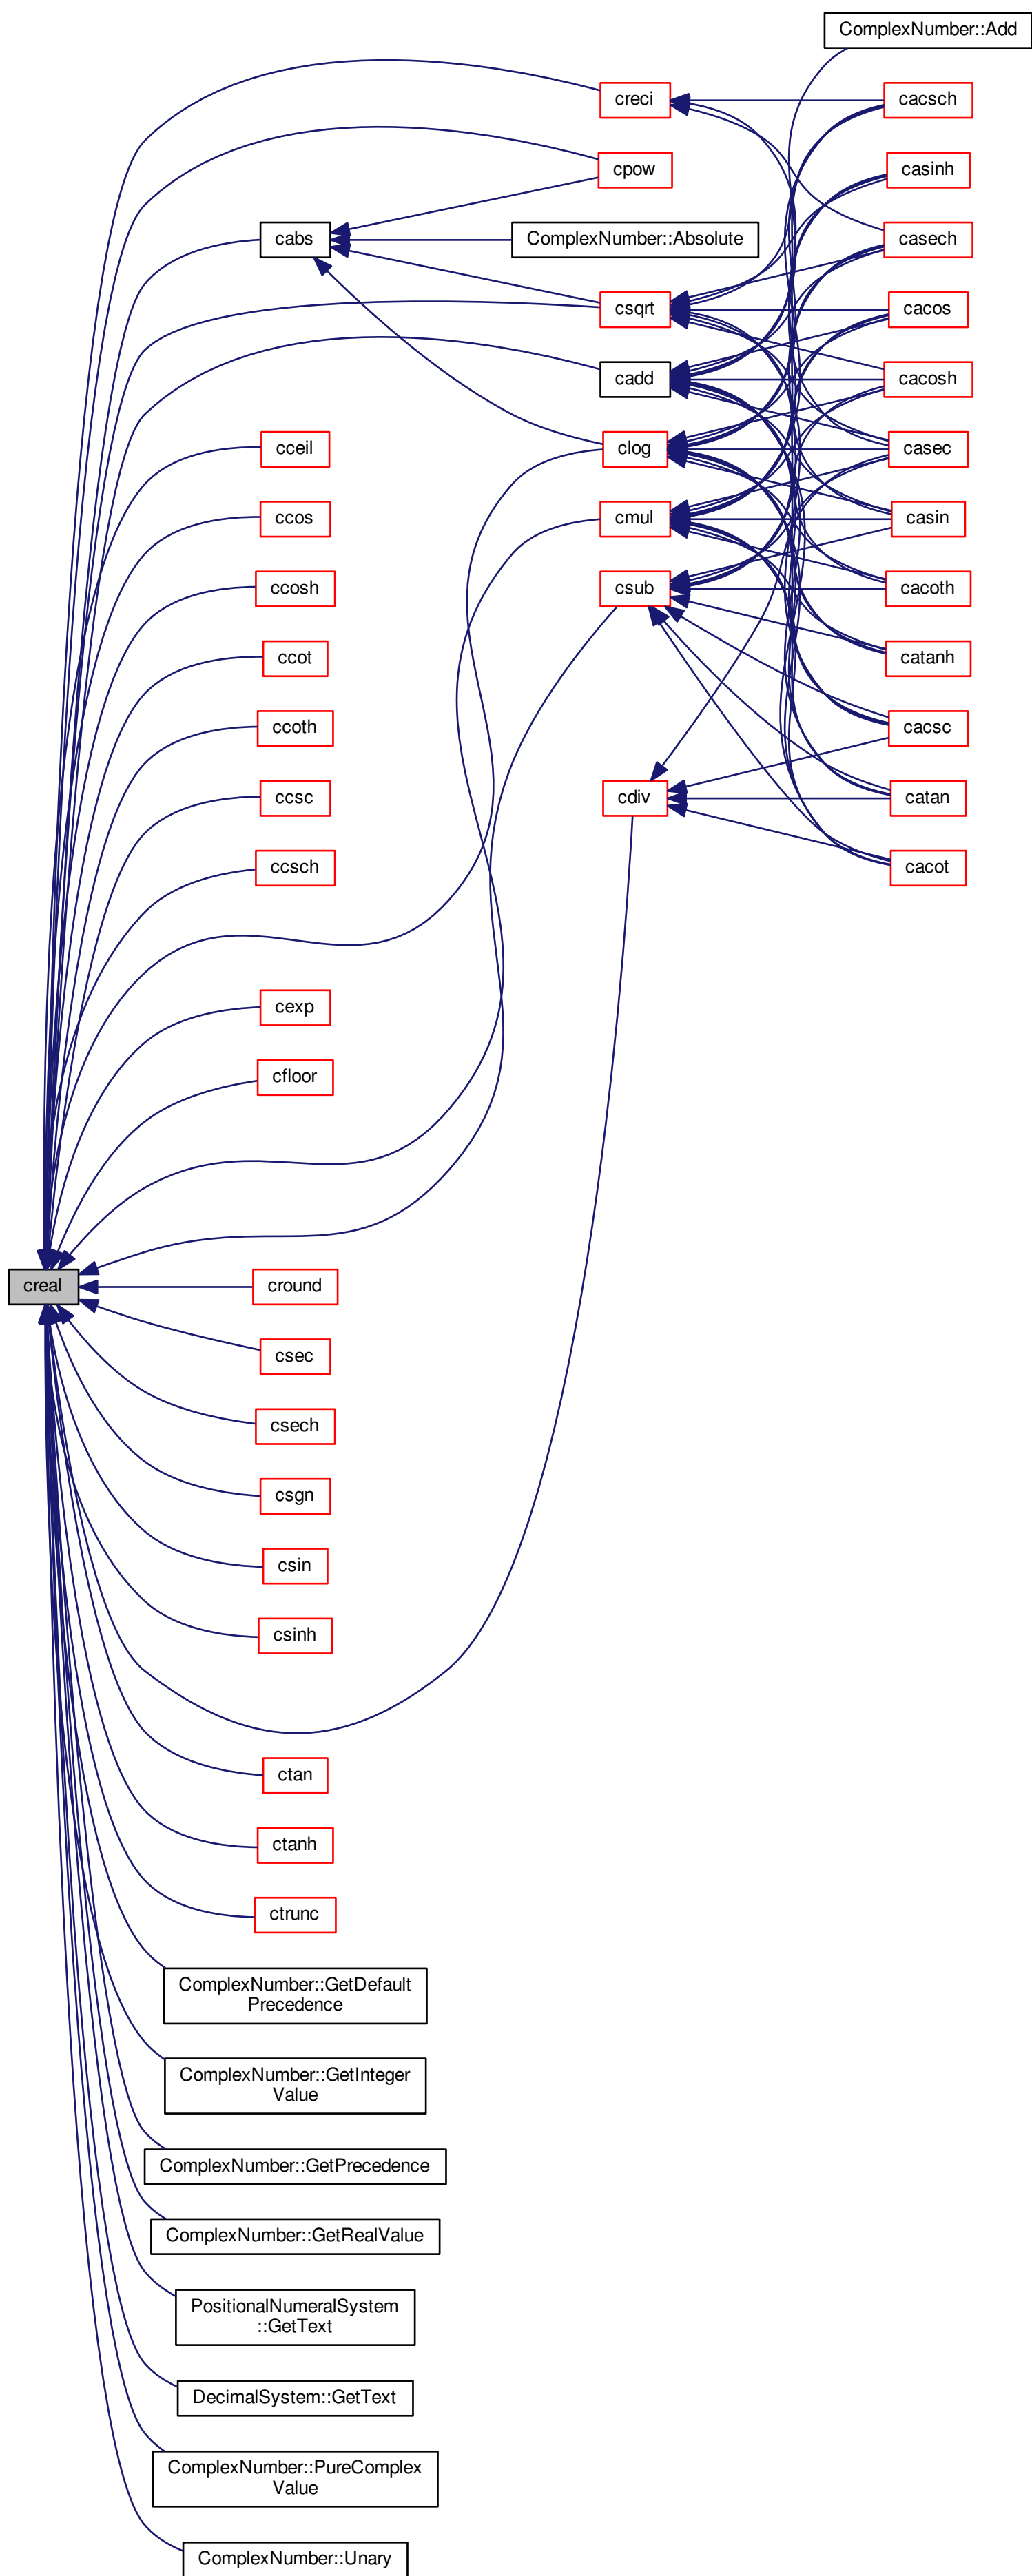 ComplexNumber::Add
creci
cacsch
cpow
casinh
cabs
ComplexNumber::Absolute
casech
csqrt
cacos
cadd
cacosh
cceil
clog
casec
ccos
cmul
casin
ccosh
csub
cacoth
ccot
catanh
ccoth
cacsc
ccsc
cdiv
catan
ccsch
cacot
cexp
cfloor
creal
cround
csec
csech
csgn
csin
csinh
ctan
ctanh
ctrunc
ComplexNumber::GetDefault
Precedence
ComplexNumber::GetInteger
Value
ComplexNumber::GetPrecedence
ComplexNumber::GetRealValue
PositionalNumeralSystem
::GetText
DecimalSystem::GetText
ComplexNumber::PureComplex
Value
ComplexNumber::Unary